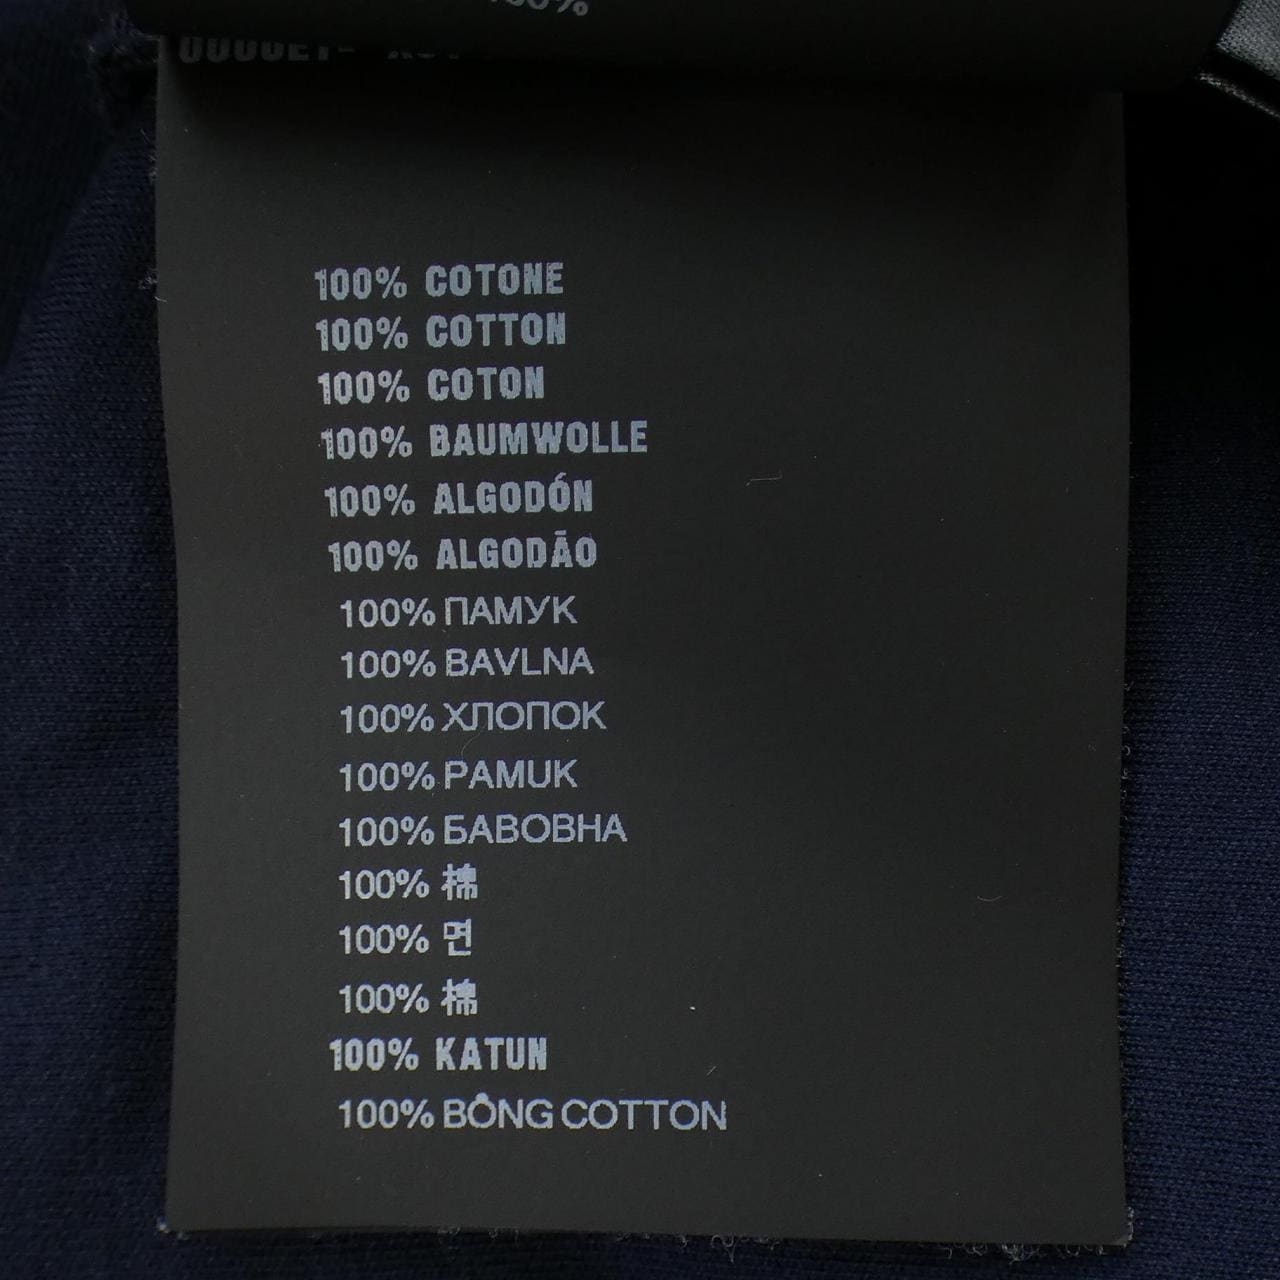 100% COTONE
100% COTTON
100% COTON
100% BAUMWOLLE
100% ALGODÓN
100% ALGODÃO
100% ПАМУК
100% BAVLNA
100% ХЛОПОК
100% PAMUK
100% БАВОВНА
100% 棉
100% 면
100% 棉
100% KATUN
100% BÔNG COTTON